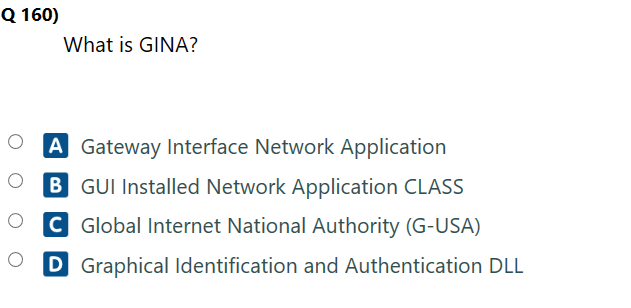 Q 160)
What is GINA?
A Gateway Interface Network Application
B GUI Installed Network Application CLASS
C Global Internet National Authority (G-USA)
D Graphical Identification and Authentication DLL